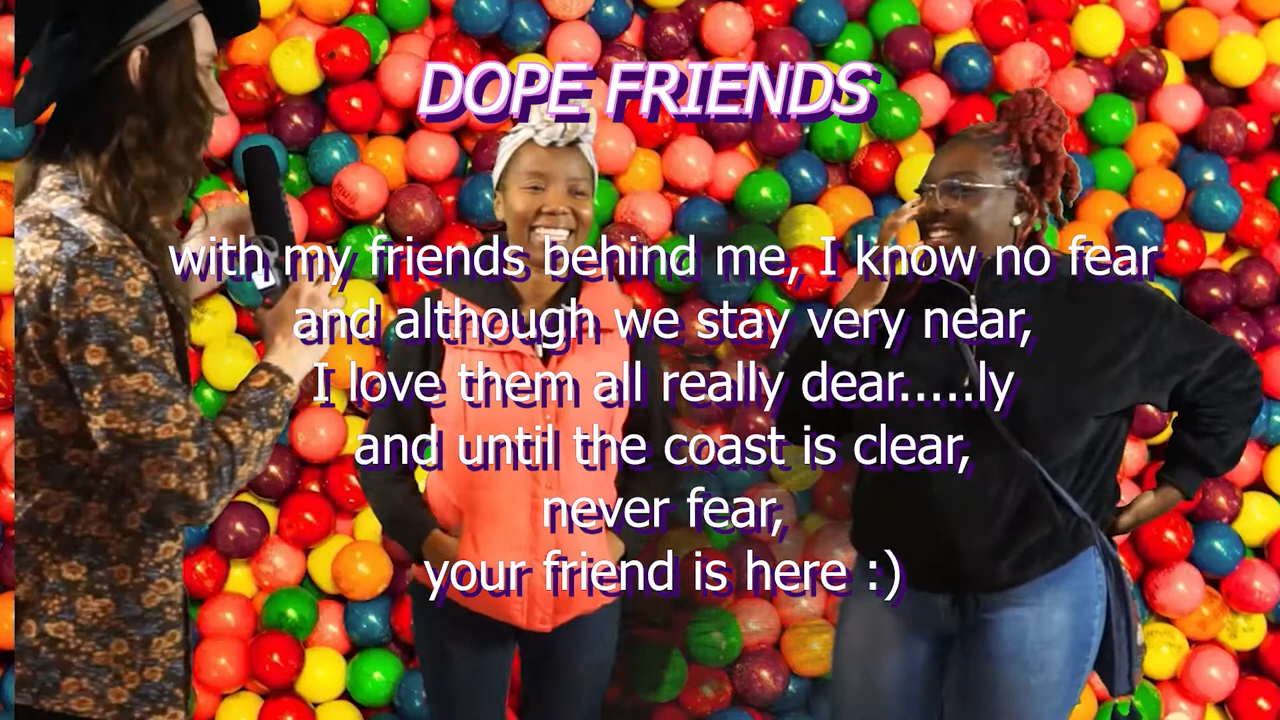 DOPE FRIENDS
with my friends behind me, I know no fear
and although we stay very near,
I love them all really dear.....ly
and until the coast is clear,
never fear,
your friend is here :)